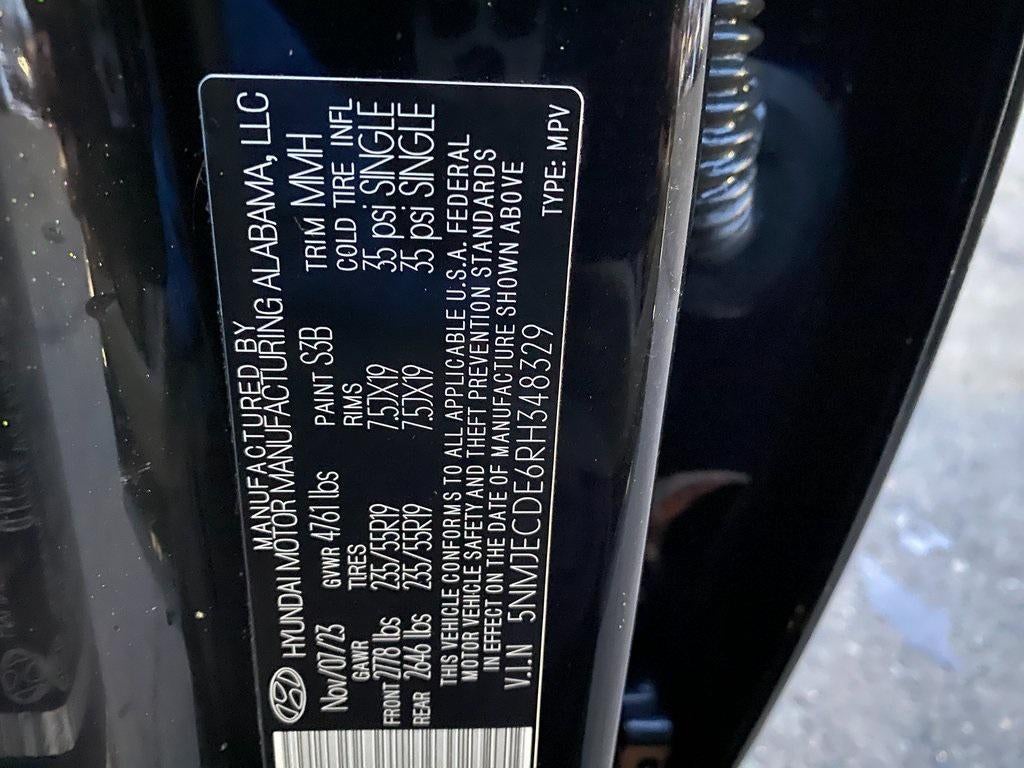 MANUFACTURED BY
HYUNDAI MOTOR MANUFACTURING ALABAMA, LLC
Nov/07/23 GVWR 4761 lbs PAINT S3B TRIM MMH
GAWR TIRES RIMS COLD TIRE INFL
FRONT 2778 lbs 235/55R19 7.5JX19 35 psi SINGLE
REAR 2646 lbs 235/55R19 7.5JX19 35 psi SINGLE
THIS VEHICLE CONFORMS TO ALL APPLICABLE U.S.A. FEDERAL
MOTOR VEHICLE SAFETY AND THEFT PREVENTION STANDARDS
IN EFFECT ON THE DATE OF MANUFACTURE SHOWN ABOVE
V.I.N 5NMJECDE6RH348329 TYPE: MPV